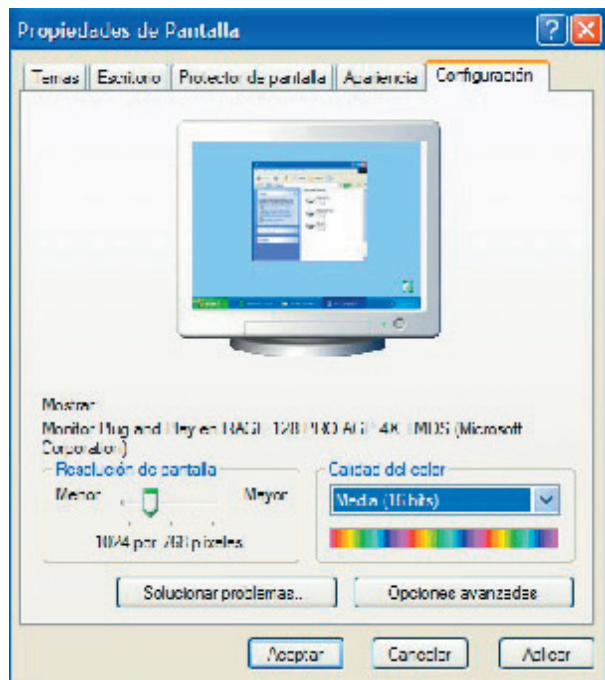 Propiedades de Pantalla
Temas Escritorio Protector de pantalla Apariencia Configuración
Mostrar
Monitor Plug and Play en RAGE 128 PRO AGP 4X TMDS (Microsoft
Corporation)
Resolución de pantalla
Menor Mayor
1024 por 768 píxeles
Calidad del color
Media (16 bits)
Solucionar problemas...
Opciones avanzadas
Aceptar Cancelar Aplicar